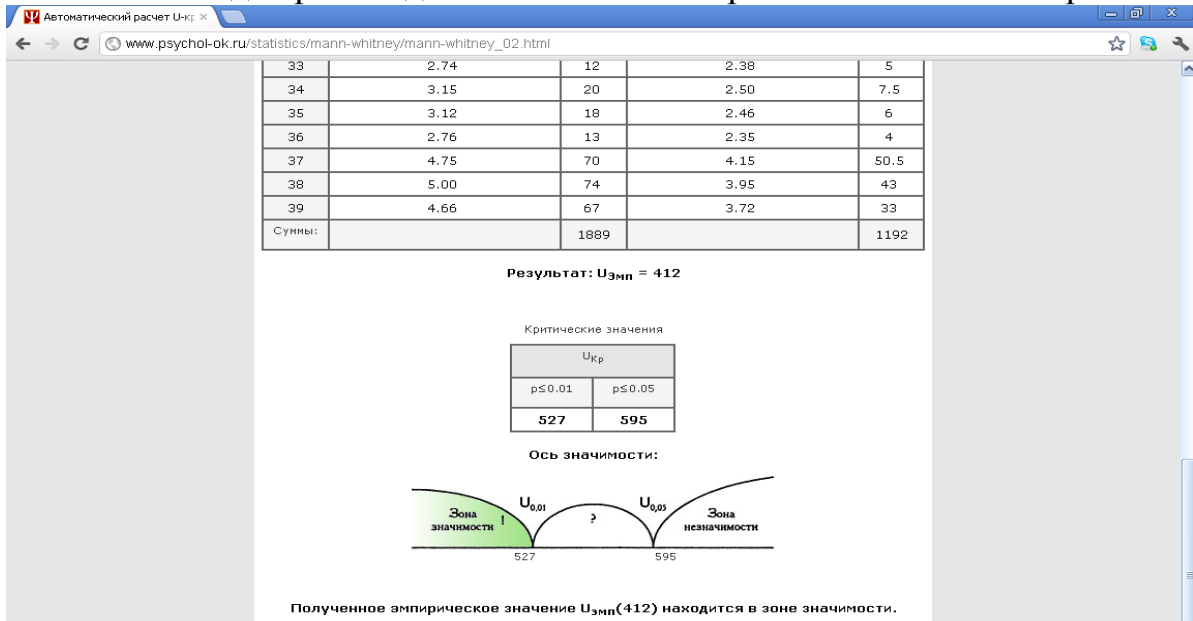 Автоматический расчет U-кр
www.psychol-ok.ru/statistics/mann-whitney/mann-whitney_02.html
33 2.74 12 2.38 5
34 3.15 20 2.50 7.5
35 3.12 18 2.46 6
36 2.76 13 2.35 4
37 4.75 70 4.15 50.5
38 5.00 74 3.95 43
39 4.66 67 3.72 33
Суммы: 1889 1192
Результат: UЭмп = 412
Критические значения
UКр
p≤0.01 p≤0.05
527 595
Ось значимости:
U0,01 U0,05
Зона ! ? Зона
значимости незначимости
527 595
Полученное эмпирическое значение Uэмп(412) находится в зоне значимости.